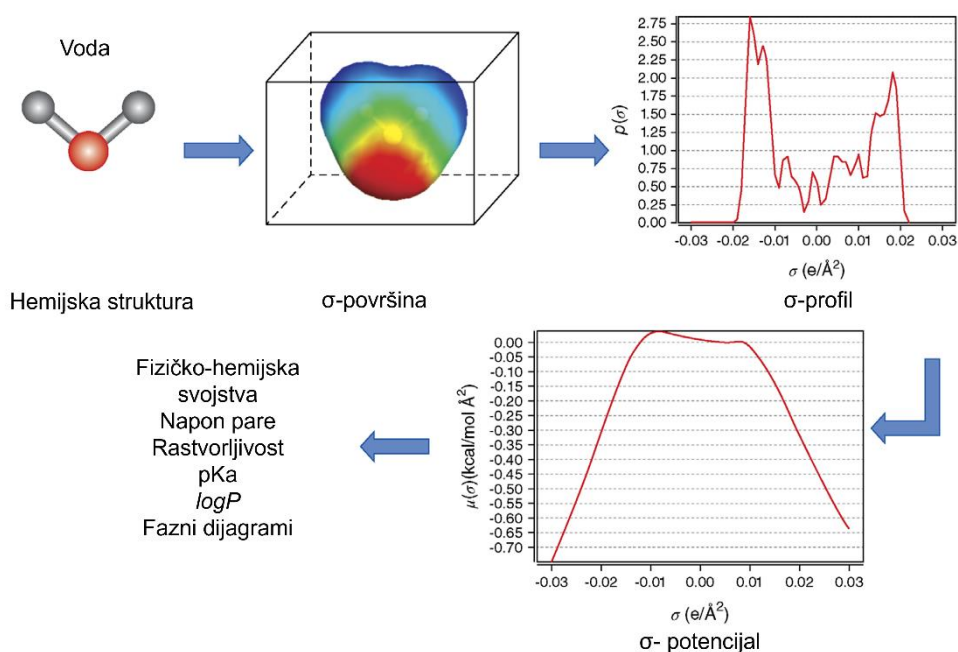 Voda
Hemijska struktura
σ-površina
p(σ)
2.75
2.50
2.25
2.00
1.75
1.50
1.25
1.00
0.75
0.50
0.25
0.00
-0.03 -0.02 -0.01 0.00 0.01 0.02 0.03
σ (e/Å²)
σ-profil
μ(σ)(kcal/mol Å²)
0.00
-0.05
-0.10
-0.15
-0.20
-0.25
-0.30
-0.35
-0.40
-0.45
-0.50
-0.55
-0.60
-0.65
-0.70
-0.03 -0.02 -0.01 0.00 0.01 0.02 0.03
σ (e/Å²)
σ- potencijal
Fizičko-hemijska
svojstva
Napon pare
Rastvorljivost
pKa
logP
Fazni dijagrami